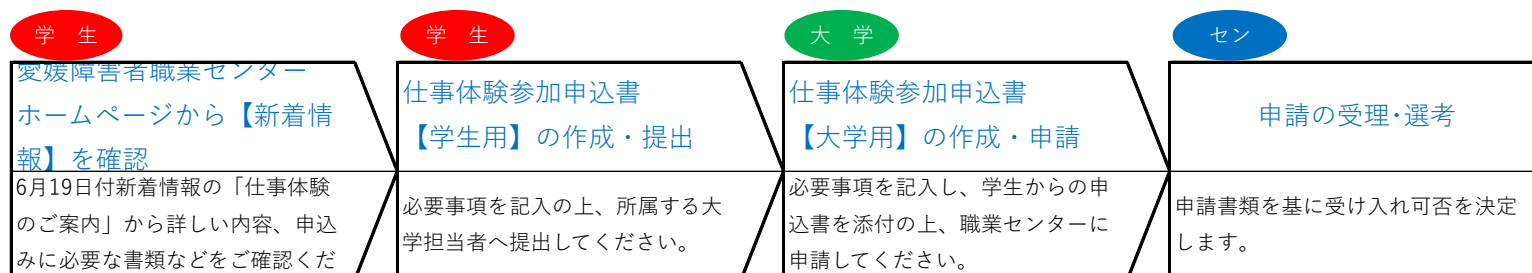 学 生
愛媛障害者職業センター
ホームページから【新着情
報】を確認
6月19日付新着情報の「仕事体験
のご案内」から詳しい内容、申込
みに必要な書類などをご確認くだ
学 生
仕事体験参加申込書
【学生用】の作成・提出
必要事項を記入の上、所属する大
学担当者へ提出してください。
大 学
仕事体験参加申込書
【大学用】の作成・申請
必要事項を記入し、学生からの申
込書を添付の上、職業センターに
申請してください。
セン
申請の受理・選考
申請書類を基に受け入れ可否を決定
します。